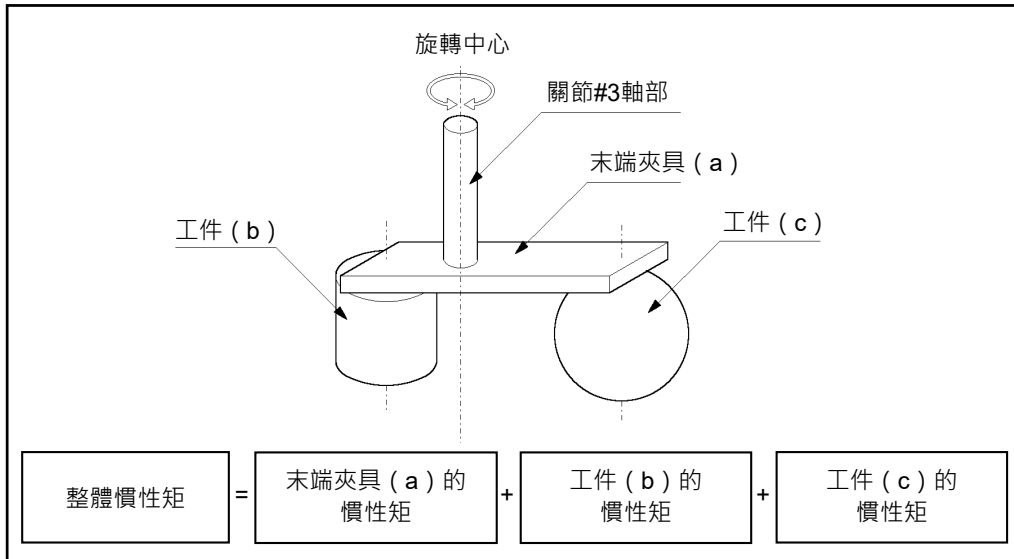 旋轉中心
關節#3軸部
末端夾具(a)
工件(b)
工件(c)
整體慣性矩
=
末端夾具(a)的
慣性矩
+
工件(b)的
慣性矩
+
工件(c)的
慣性矩